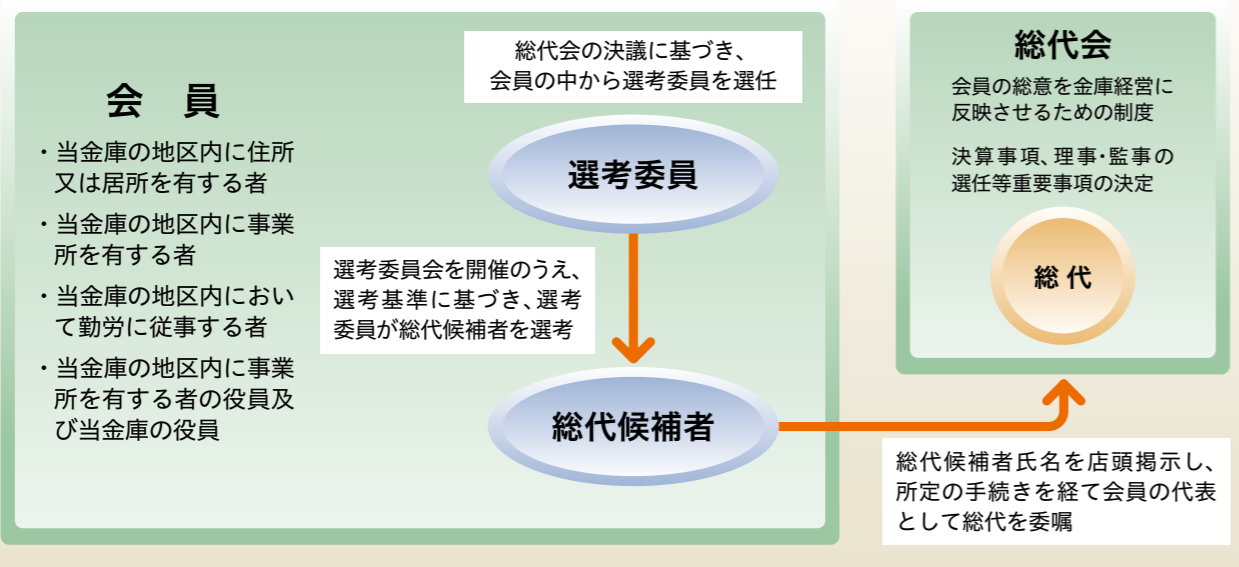 会 員
・当金庫の地区内に住所
又は居所を有する者
・当金庫の地区内に事業
所を有する者
・当金庫の地区内におい
て勤労に従事する者
・当金庫の地区内に事業
所を有する者の役員及
び当金庫の役員
総代会の決議に基づき、
会員の中から選考委員を選任
選考委員
選考委員会を開催のうえ、
選考基準に基づき、選考
委員が総代候補者を選考
総代候補者
総代会
会員の総意を金庫経営に
反映させるための制度
決算事項、理事・監事の
選任等重要事項の決定
総 代
総代候補者氏名を店頭掲示し、
所定の手続きを経て会員の代表
として総代を委嘱